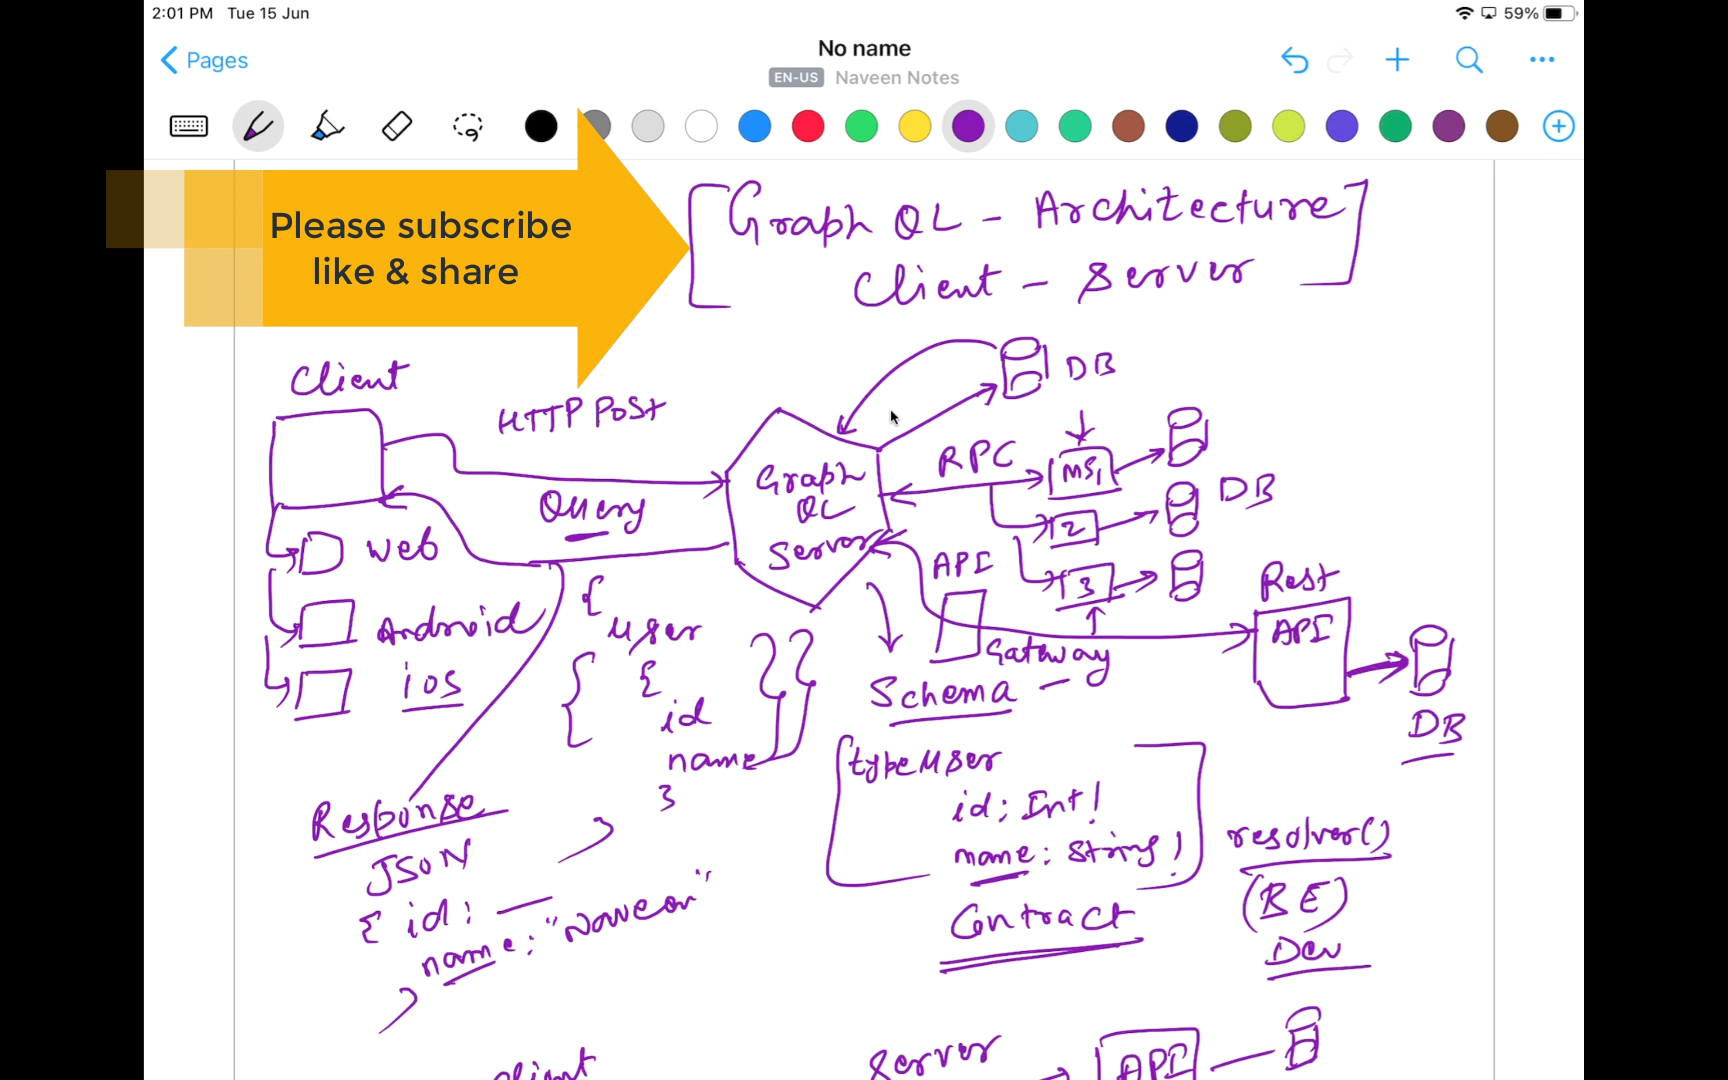 2:01 PM Tue 15 Jun
59%
Pages
No name
EN-US Naveen Notes
Please subscribe
like & share
Graph QL - Architecture
Client - Server
Client
HTTP POST
DB
Graph
QL
Server
RPC
MS1
DB
Query
2
web
API
3
Rest
API
{
user
Android
Gateway
{ {
}}
ios
id
Schema -
DB
name
}
type User
id: Int!
name: String!
Response
JSON
resolver()
(BE)
Dev
{ id:
name: "Naveen"
}
Contract
Client
Server
API